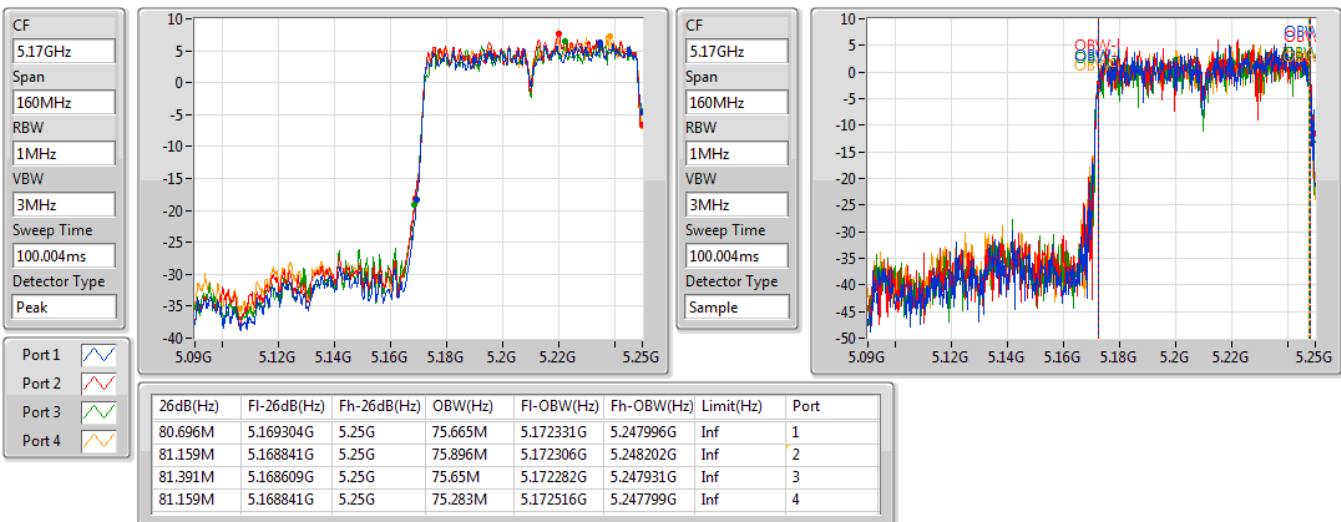 CF
5.17GHz
Span
160MHz
RBW
1MHz
VBW
3MHz
Sweep Time
100.004ms
Detector Type
Peak
10
5
0
-5
-10
-15
-20
-25
-30
-35
-40
5.09G 5.12G 5.14G 5.16G 5.18G 5.2G 5.22G 5.25G
CF
5.17GHz
Span
160MHz
RBW
1MHz
VBW
3MHz
Sweep Time
100.004ms
Detector Type
Sample
10
5
0
-5
-10
-15
-20
-25
-30
-35
-40
-45
-50
OBW-
5.09G 5.12G 5.14G 5.16G 5.18G 5.2G 5.22G 5.25G
Port 1
Port 2
Port 3
Port 4
26dB(Hz) Fl-26dB(Hz) Fh-26dB(Hz) OBW(Hz) Fl-OBW(Hz) Fh-OBW(Hz) Limit(Hz) Port
80.696M 5.169304G 5.25G 75.665M 5.172331G 5.247996G Inf 1
81.159M 5.168841G 5.25G 75.896M 5.172306G 5.248202G Inf 2
81.391M 5.168609G 5.25G 75.65M 5.172282G 5.247931G Inf 3
81.159M 5.168841G 5.25G 75.283M 5.172516G 5.247799G Inf 4